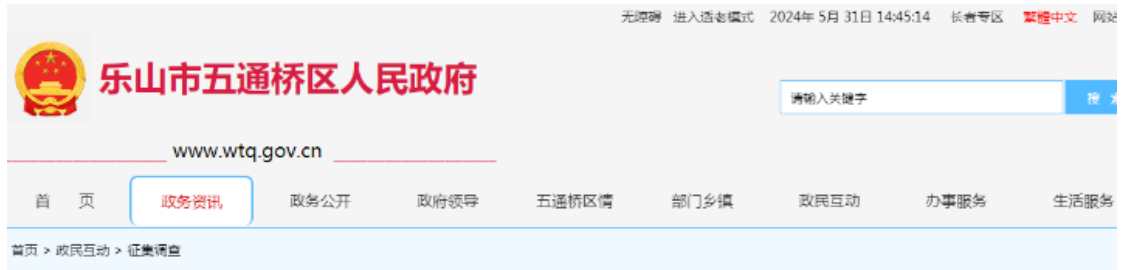 无障碍 进入适老模式 2024年 5月 31日 14:45:14 长者专区 繁體中文 网站
乐山市五通桥区人民政府
请输入关键字 搜
www.wtq.gov.cn
首 页 政务资讯 政务公开 政府领导 五通桥区情 部门乡镇 政民互动 办事服务 生活服务
首页 > 政民互动 > 征集调查